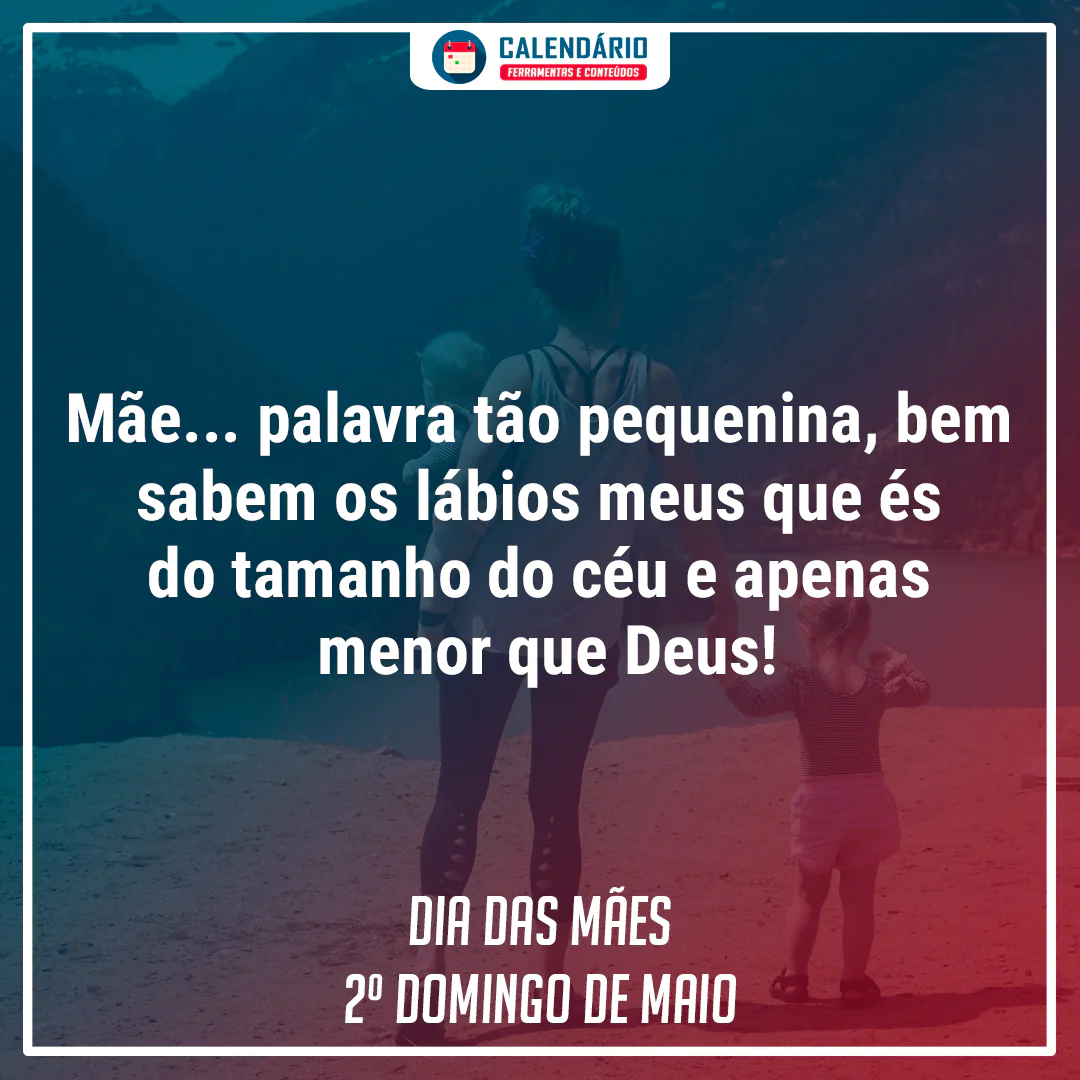 CALENDÁRIO
FERRAMENTAS E CONTEÚDOS
Mãe... palavra tão pequenina, bem
sabem os lábios meus que és
do tamanho do céu e apenas
menor que Deus!
DIA DAS MÃES
2º DOMINGO DE MAIO